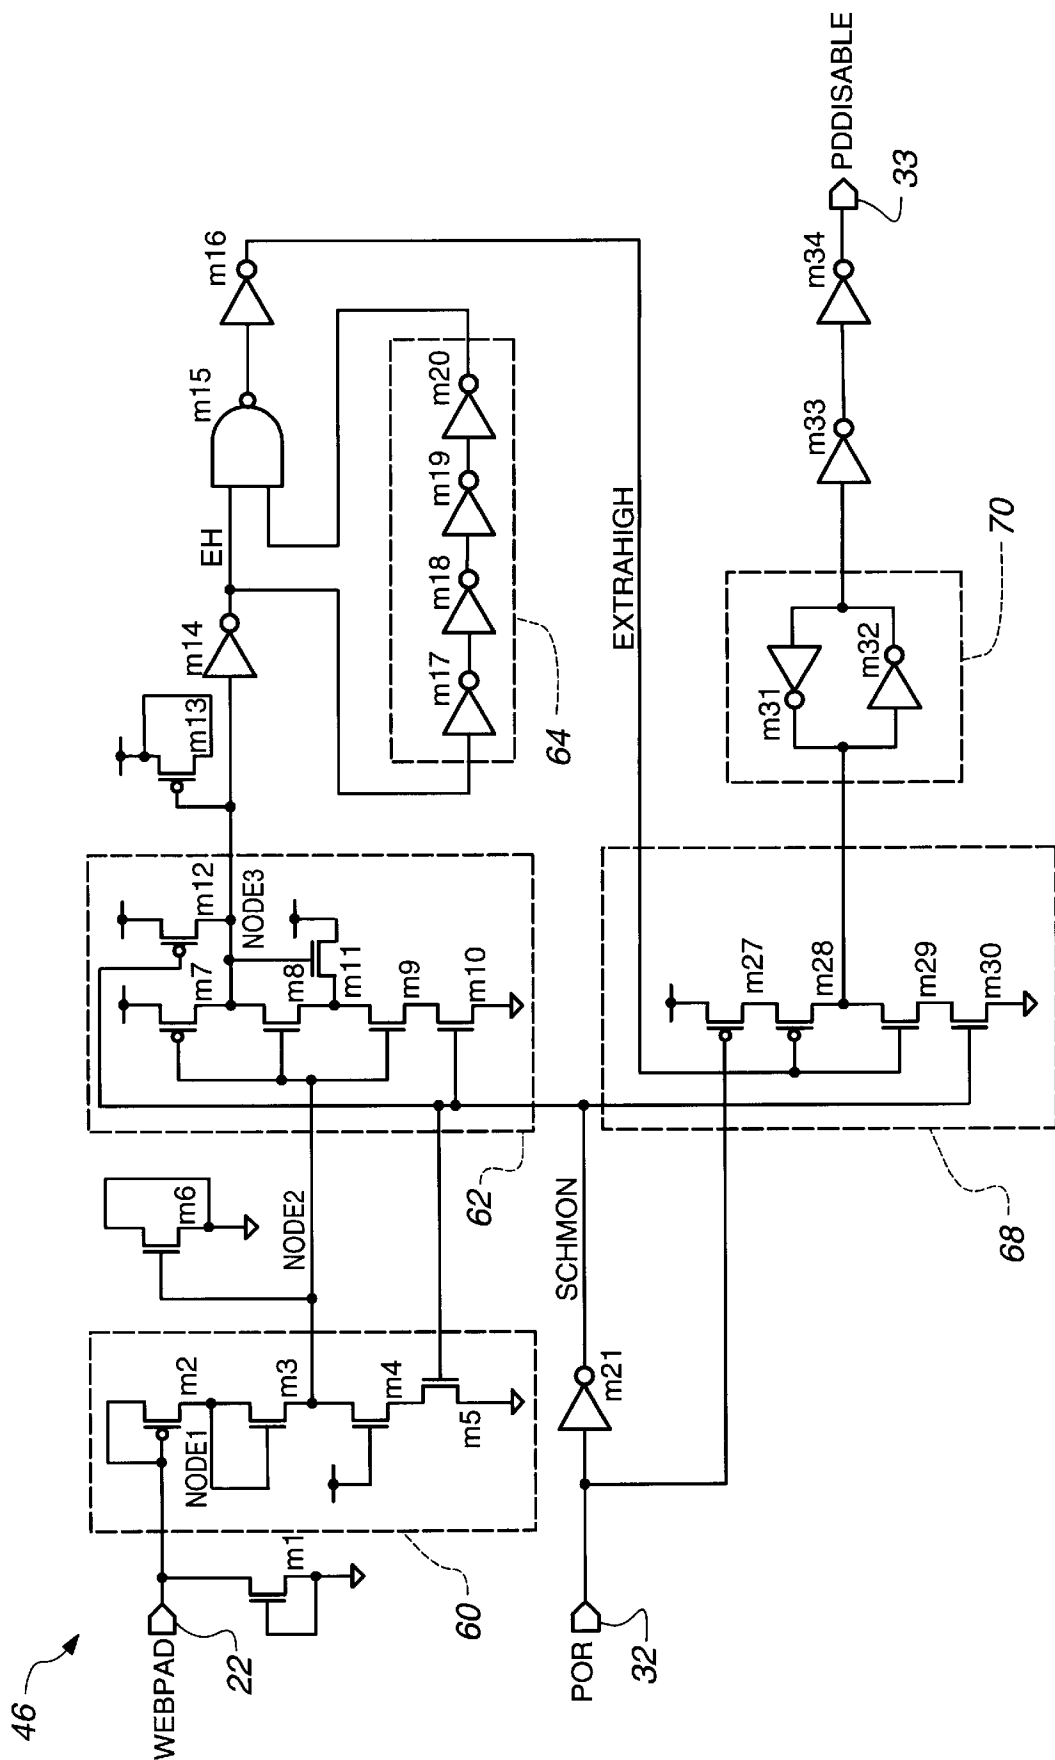 46
WEBPAD
22
m1
60
NODE1
m2
m3
m4
m5
m6
NODE2
62
m7
m12
NODE3
m8
m11
m9
m10
m13
m14
EH
m15
m16
m17
m18
m19
m20
64
EXTRAHIGH
POR
32
m21
SCHMON
68
m27
m28
m29
m30
m31
m32
70
m33
m34
PDDISABLE
33